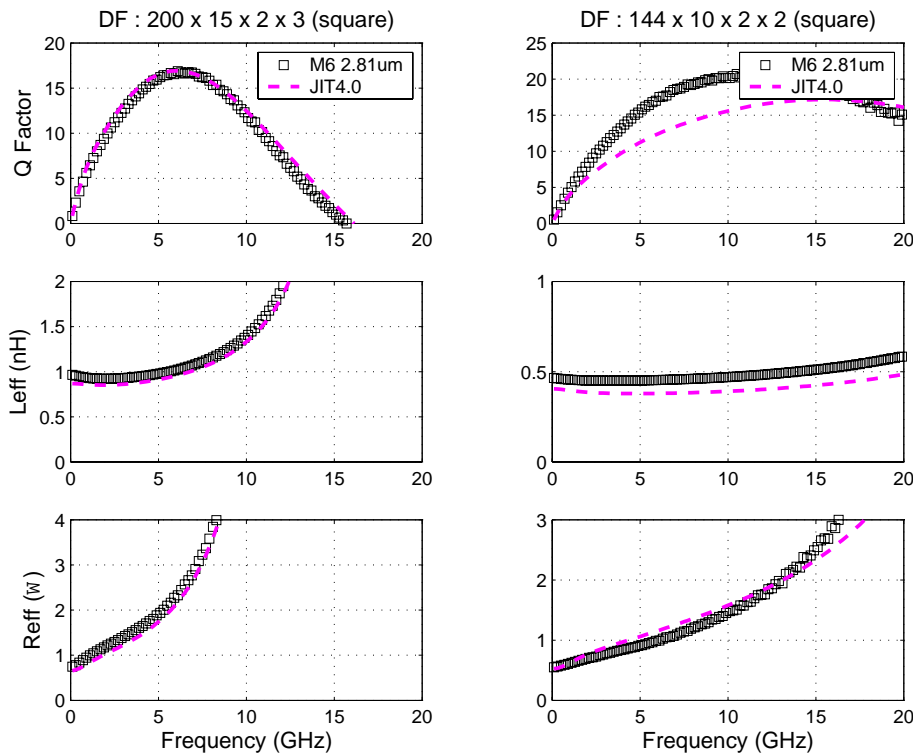 DF : 200 x 15 x 2 x 3 (square)
DF : 144 x 10 x 2 x 2 (square)
Q Factor
20
15
10
5
0
0 5 10 15 20
M6 2.81um
JIT4.0
25
20
15
10
5
0
0 5 10 15 20
M6 2.81um
JIT4.0
Leff (nH)
2
1.5
1
0.5
0
0 5 10 15 20
1
0.5
0
0 5 10 15 20
Reff (W)
4
3
2
1
0
0 5 10 15 20
Frequency (GHz)
3
2
1
0
0 5 10 15 20
Frequency (GHz)